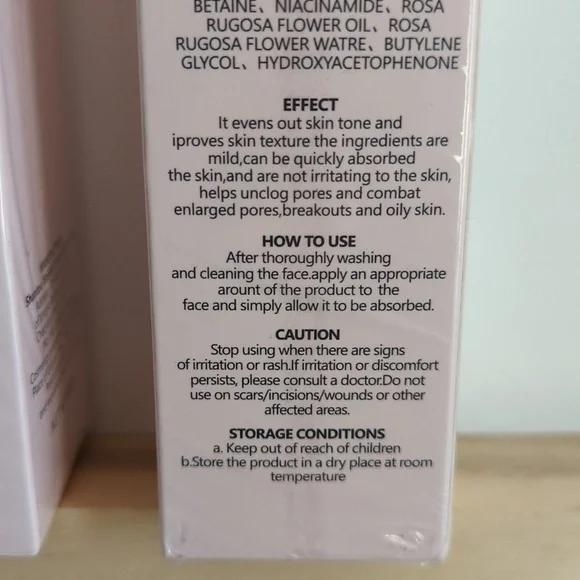 BETAINE、NIACINAMIDE、ROSA
RUGOSA FLOWER OIL、ROSA
RUGOSA FLOWER WATRE、BUTYLENE
GLYCOL、HYDROXYACETOPHENONE
EFFECT
It evens out skin tone and
iproves skin texture the ingredients are
mild,can be quickly absorbed
the skin,and are not irritating to the skin,
helps unclog pores and combat
enlarged pores,breakouts and oily skin.
HOW TO USE
After thoroughly washing
and cleaning the face.apply an appropriate
arount of the product to the
face and simply allow it to be absorbed.
CAUTION
Stop using when there are signs
of irritation or rash.If irritation or discomfort
persists, please consult a doctor.Do not
use on scars/incisions/wounds or other
affected areas.
STORAGE CONDITIONS
a. Keep out of reach of children
b.Store the product in a dry place at room
temperature